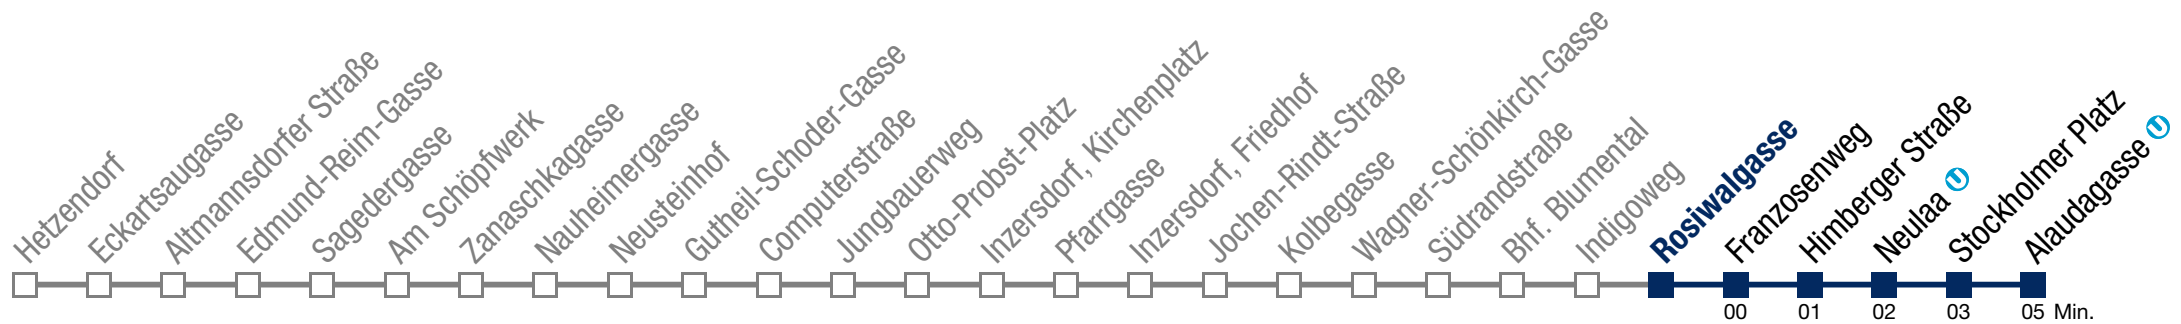 Hetzendorf
Eckartsaugasse
Altmannsdorfer Straße
Edmund-Reim-Gasse
Sagedergasse
Am Schöpfwerk
Zanaschkagasse
Nauheimergasse
Neusteinhof
Gutheil-Schoder-Gasse
Computerstraße
Jungbauerweg
Otto-Probst-Platz
Inzersdorf, Kirchenplatz
Pfarrgasse
Inzersdorf, Friedhof
Jochen-Rindt-Straße
Kolbegasse
Wagner-Schönkirch-Gasse
Südrandstraße
Bhf. Blumental
Indigoweg
Rosiwalgasse
Franzosenweg
Himberger Straße
Neulaa U
Stockholmer Platz
Alaudagasse U
00 01 02 03 05 Min.